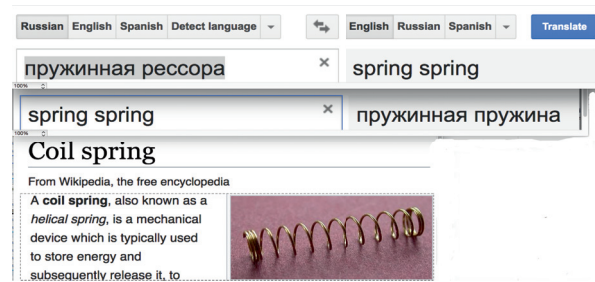 Russian English Spanish Detect language English Russian Spanish Translate
пружинная рессора × spring spring
100%
spring spring × пружинная пружина
100%
Coil spring
From Wikipedia, the free encyclopedia
A coil spring, also known as a
helical spring, is a mechanical
device which is typically used
to store energy and
subsequently release it, to